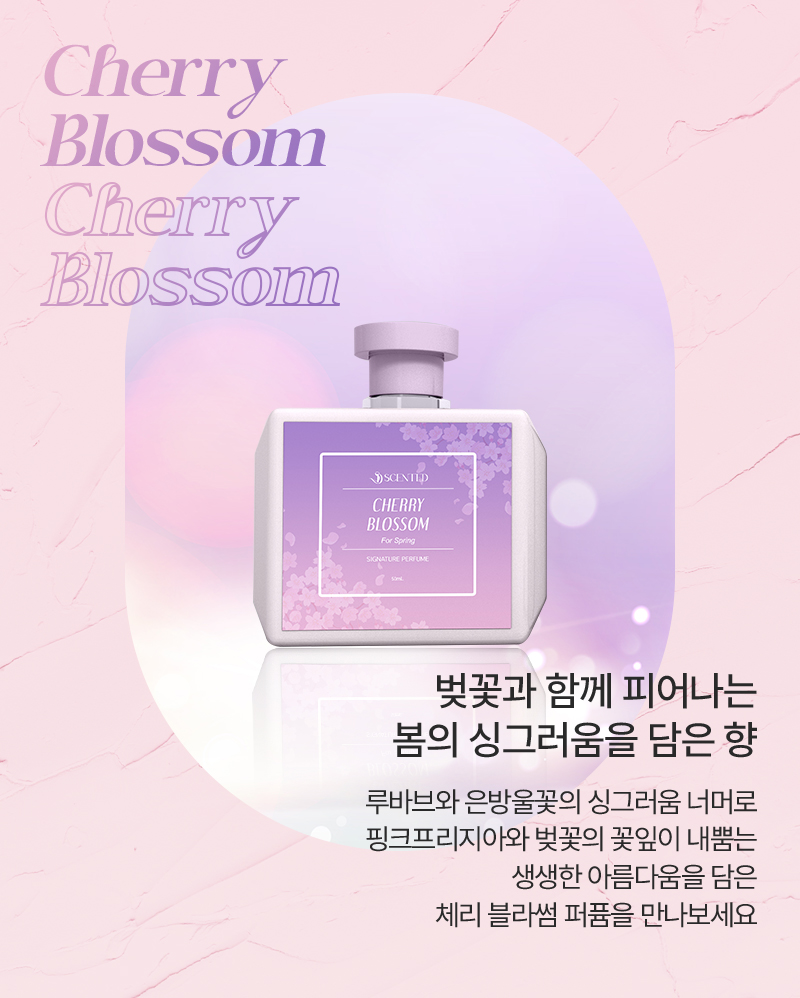 Cherry
Blossom
Cherry
Blossom
SCENTED
CHERRY
BLOSSOM
For Spring
SIGNATURE PERFUME
벚꽃과 함께 피어나는
봄의 싱그러움을 담은 향
루바브와 은방울꽃의 싱그러움 너머로
핑크프리지아와 벚꽃의 꽃잎이 내뿜는
생생한 아름다움을 담은
체리 블라썸 퍼퓸을 만나보세요